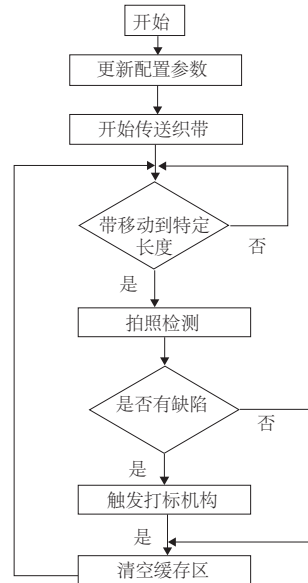 开始
更新配置参数
开始传送织带
带移动到特定
长度
否
是
拍照检测
是否有缺陷
否
是
触发打标机构
是
清空缓存区